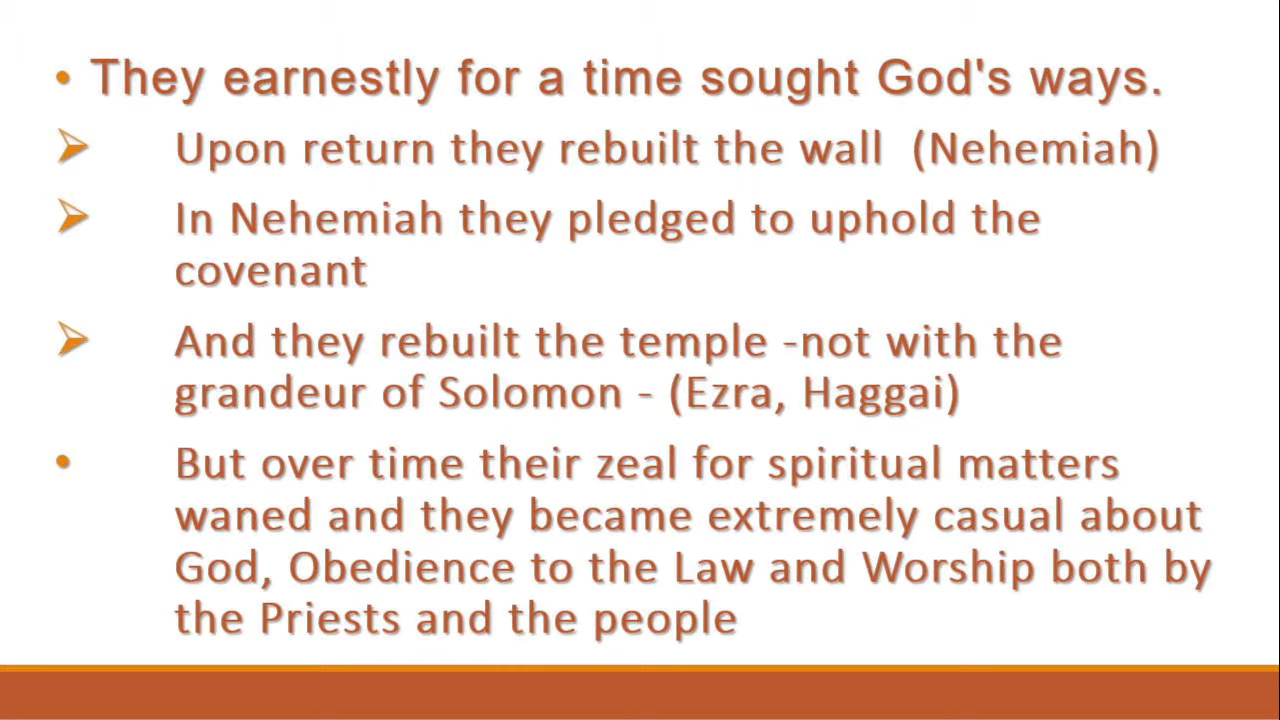 • They earnestly for a time sought God's ways.
➢ Upon return they rebuilt the wall (Nehemiah)
➢ In Nehemiah they pledged to uphold the
covenant
➢ And they rebuilt the temple -not with the
grandeur of Solomon - (Ezra, Haggai)
• But over time their zeal for spiritual matters
waned and they became extremely casual about
God, Obedience to the Law and Worship both by
the Priests and the people